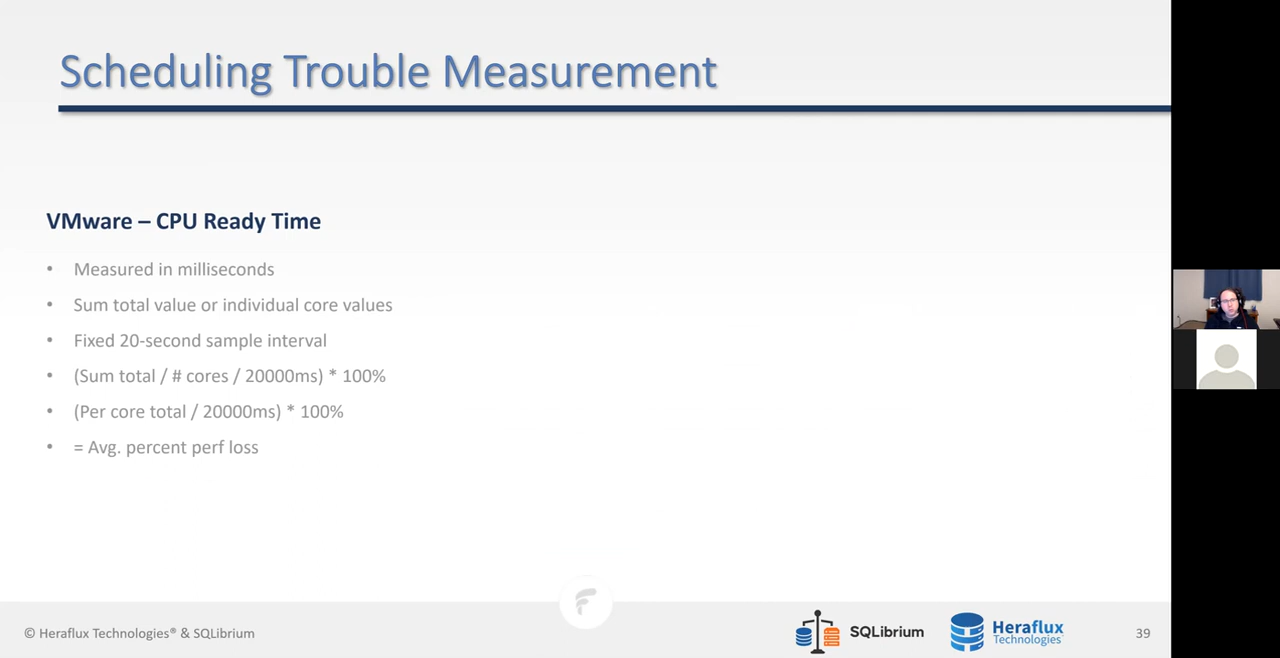 Scheduling Trouble Measurement
VMware – CPU Ready Time
• Measured in milliseconds
• Sum total value or individual core values
• Fixed 20-second sample interval
• (Sum total / # cores / 20000ms) * 100%
• (Per core total / 20000ms) * 100%
• = Avg. percent perf loss
© Heraflux Technologies® & SQLibrium
SQLibrium
Heraflux
Technologies
39